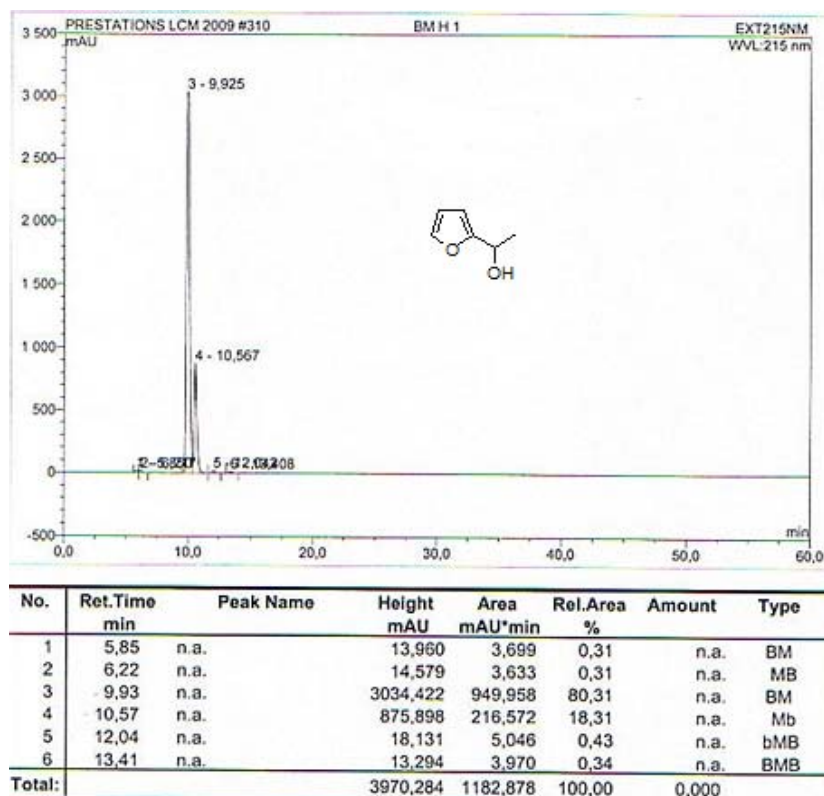 PRESTATIONS LCM 2009 #310 BM H 1 EXT215NM
mAU WVL:215 nm
3 500
3 000
2 500
2 000
1 500
1 000
500
0
-500
3 - 9,925
4 - 10,567
O
OH
min
0,0 10,0 20,0 30,0 40,0 50,0 60,0
No. Ret.Time Peak Name Height Area Rel.Area Amount Type
min mAU mAU*min %
1 5,85 n.a. 13,960 3,699 0,31 n.a. BM
2 6,22 n.a. 14,579 3,633 0,31 n.a. MB
3 9,93 n.a. 3034,422 949,958 80,31 n.a. BM
4 10,57 n.a. 875,898 216,572 18,31 n.a. Mb
5 12,04 n.a. 18,131 5,046 0,43 n.a. bMB
6 13,41 n.a. 13,294 3,970 0,34 n.a. BMB
Total: 3970,284 1182,878 100,00 0,000